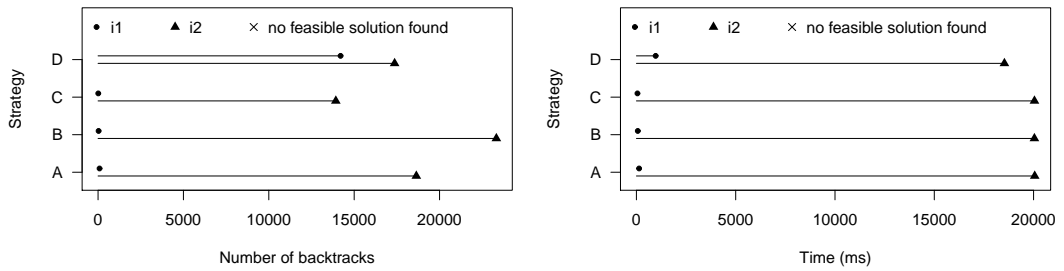 i1 i2 no feasible solution found
D
C
B
A
Strategy
0 5000 10000 15000 20000
Number of backtracks
i1 i2 no feasible solution found
D
C
B
A
Strategy
0 5000 10000 15000 20000
Time (ms)